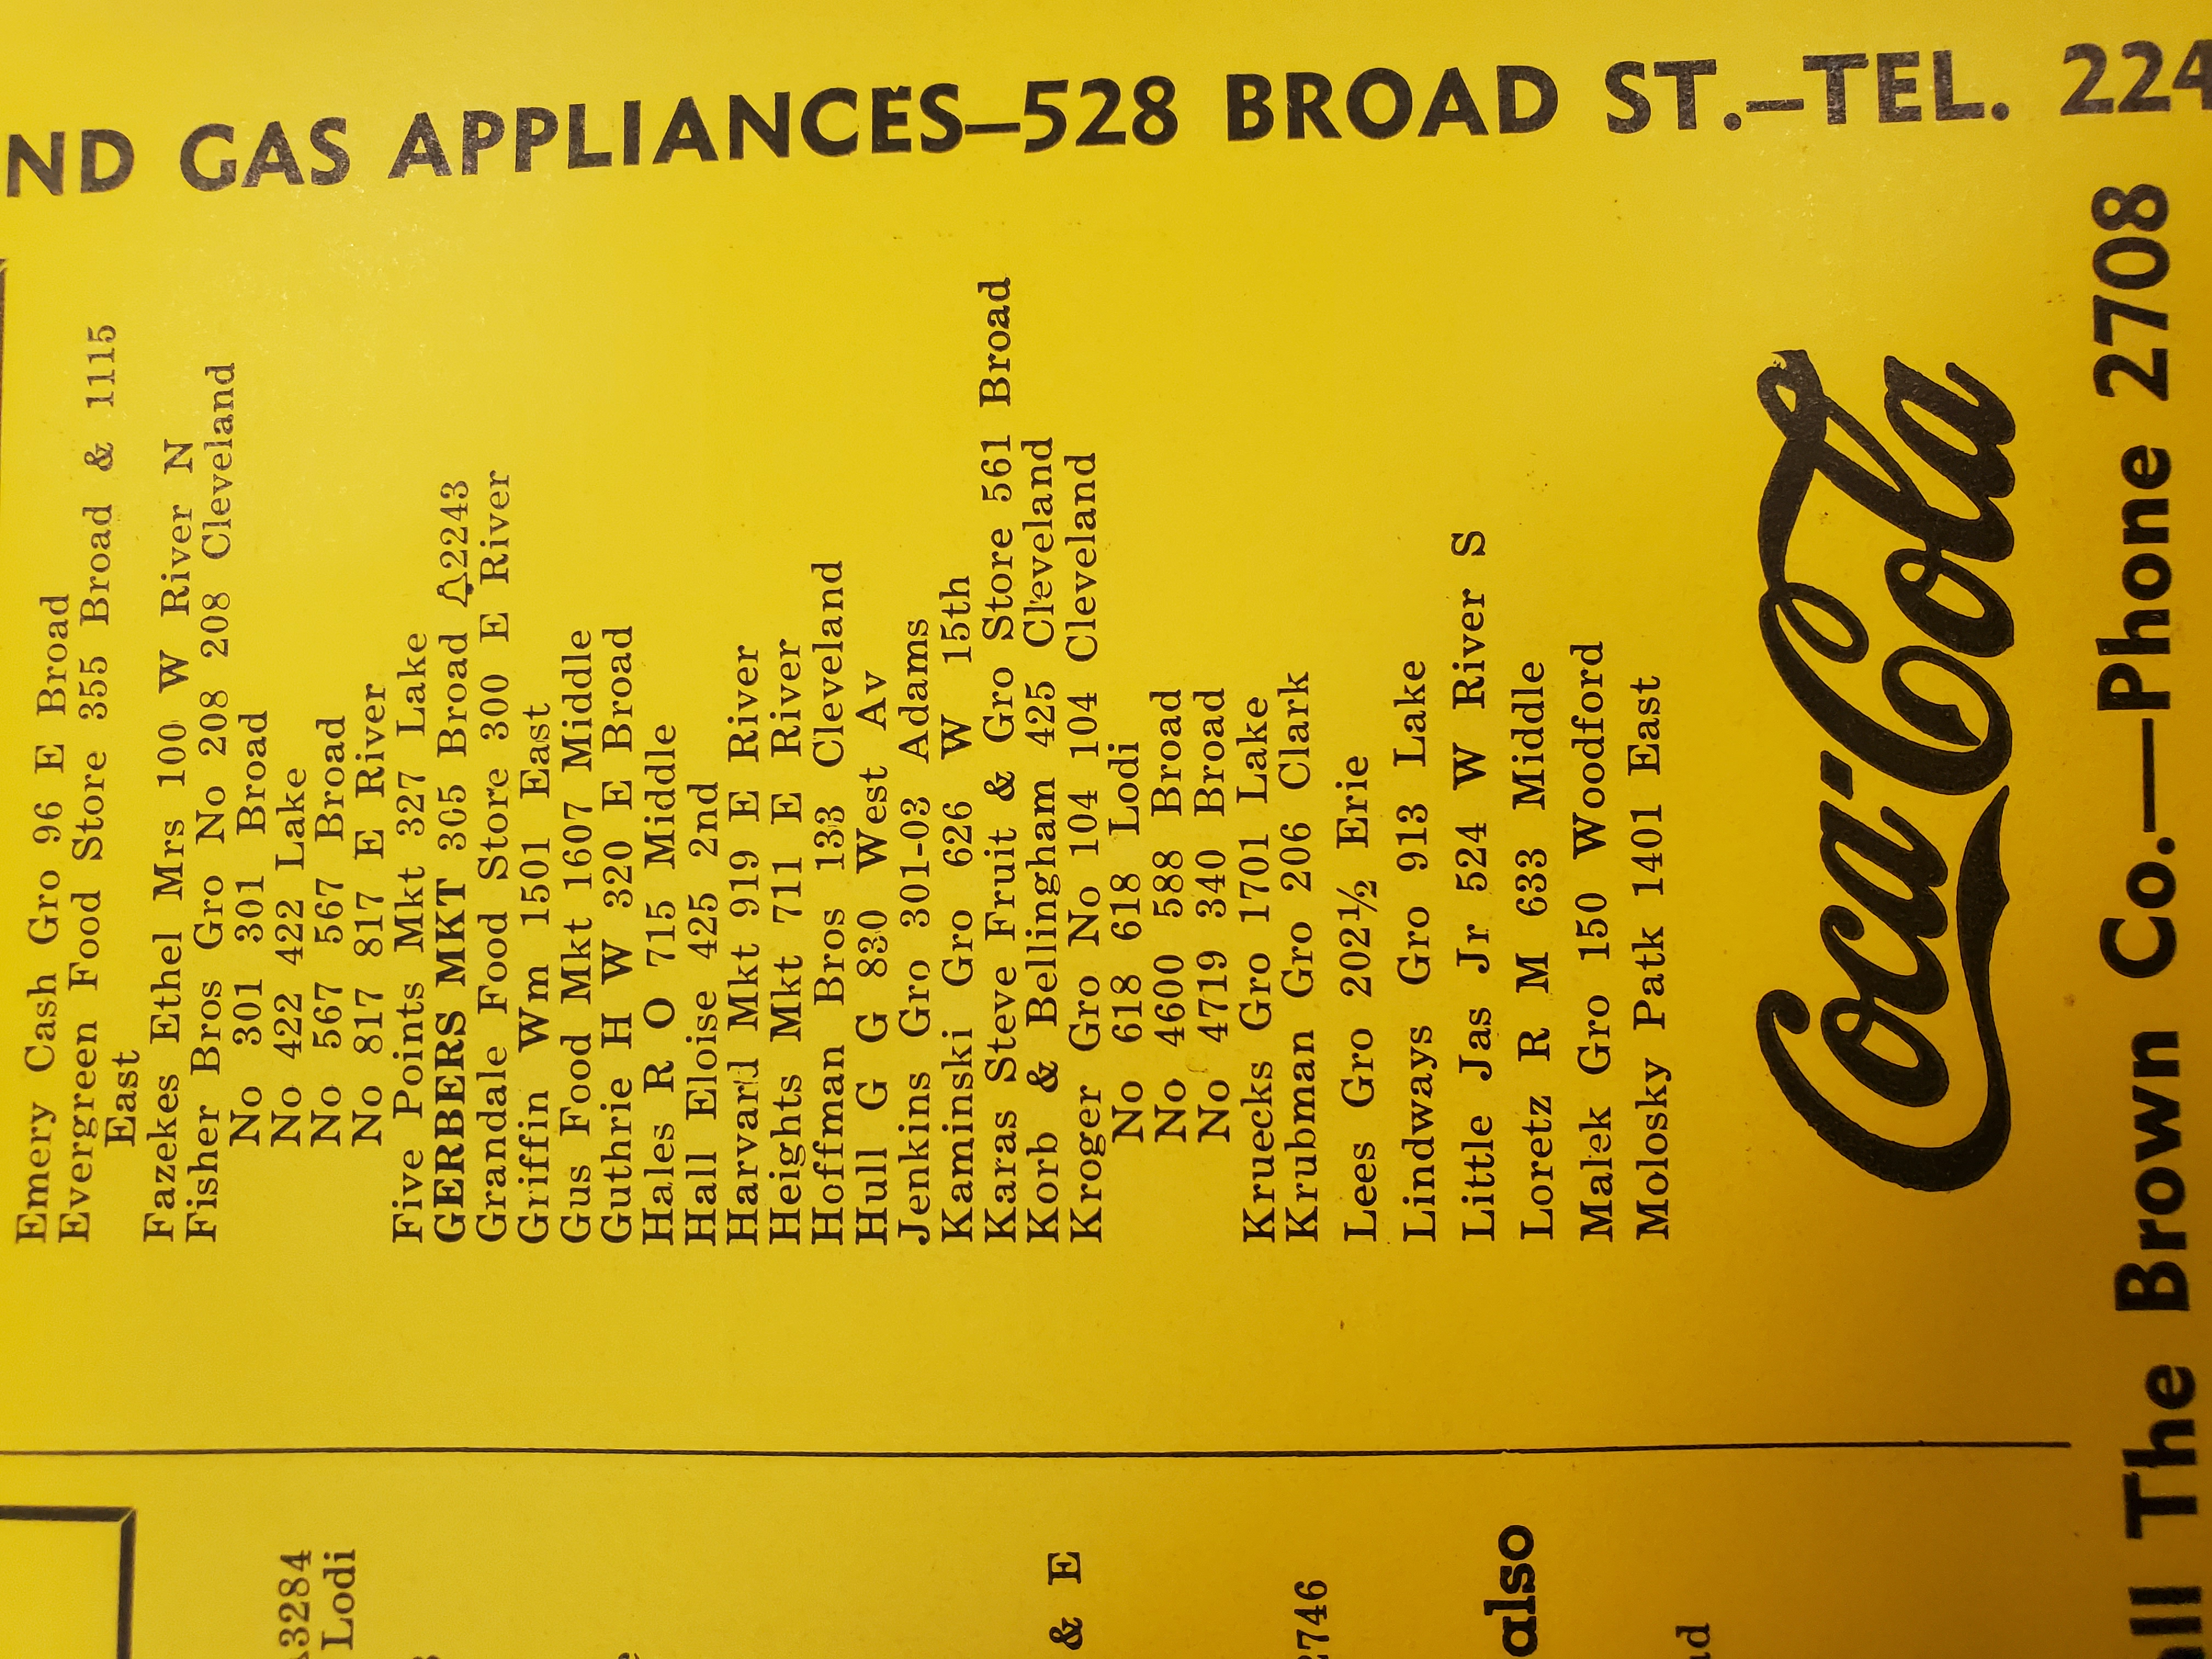 ND GAS APPLIANCES—528 BROAD ST.—TEL. 224
Emery Cash Gro 96 E Broad
Evergreen Food Store 355 Broad & 1115
East
Fazekes Ethel Mrs 100 W River N
Fisher Bros Gro No 208 208 Cleveland
No 301 301 Broad
No 422 422 Lake
No 567 567 Broad
No 817 817 E River
Five Points Mkt 327 Lake
GERBERS MKT 305 Broad 2243
Grandale Food Store 300 E River
Griffin Wm 1501 East
Gus Food Mkt 1607 Middle
Guthrie H W 320 E Broad
Hales R O 715 Middle
Hall Eloise 425 2nd
Harvard Mkt 919 E River
Heights Mkt 711 E River
Hoffman Bros 133 Cleveland
Hull G G 830 West Av
Jenkins Gro 301-03 Adams
Kaminski Gro 626 W 15th
Karas Steve Fruit & Gro Store 561 Broad
Korb & Bellingham 425 Cleveland
Kroger Gro No 104 104 Cleveland
No 618 618 Lodi
No 4600 588 Broad
No 4719 340 Broad
Kruecks Gro 1701 Lake
Krubman Gro 206 Clark
Lees Gro 202½ Erie
Lindways Gro 913 Lake
Little Jas Jr 524 W River S
Loretz R M 633 Middle
Malek Gro 150 Woodford
Molosky Patk 1401 East
Coca-Cola
all The Brown Co.—Phone 2708
3284
Lodi
& E
2746
also